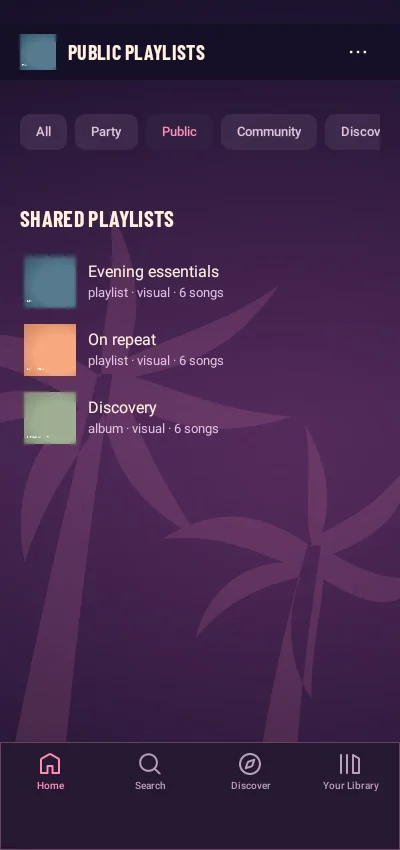 PUBLIC PLAYLISTS
All
Party
Public
Community
Discov
SHARED PLAYLISTS
Evening essentials
playlist · visual · 6 songs
On repeat
playlist · visual · 6 songs
Discovery
album · visual · 6 songs
Home
Search
Discover
Your Library